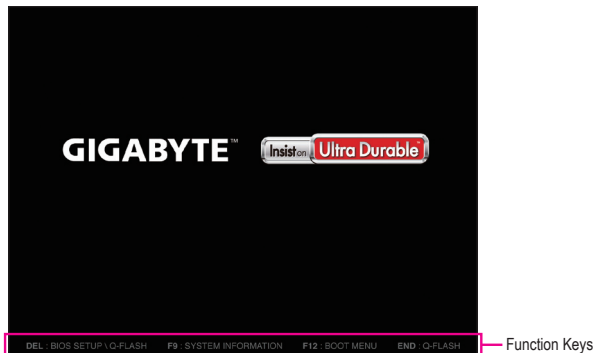 GIGABYTE™
Insist on Ultra Durable™
DEL : BIOS SETUP \ Q-FLASH F9 : SYSTEM INFORMATION F12 : BOOT MENU END : Q-FLASH
Function Keys